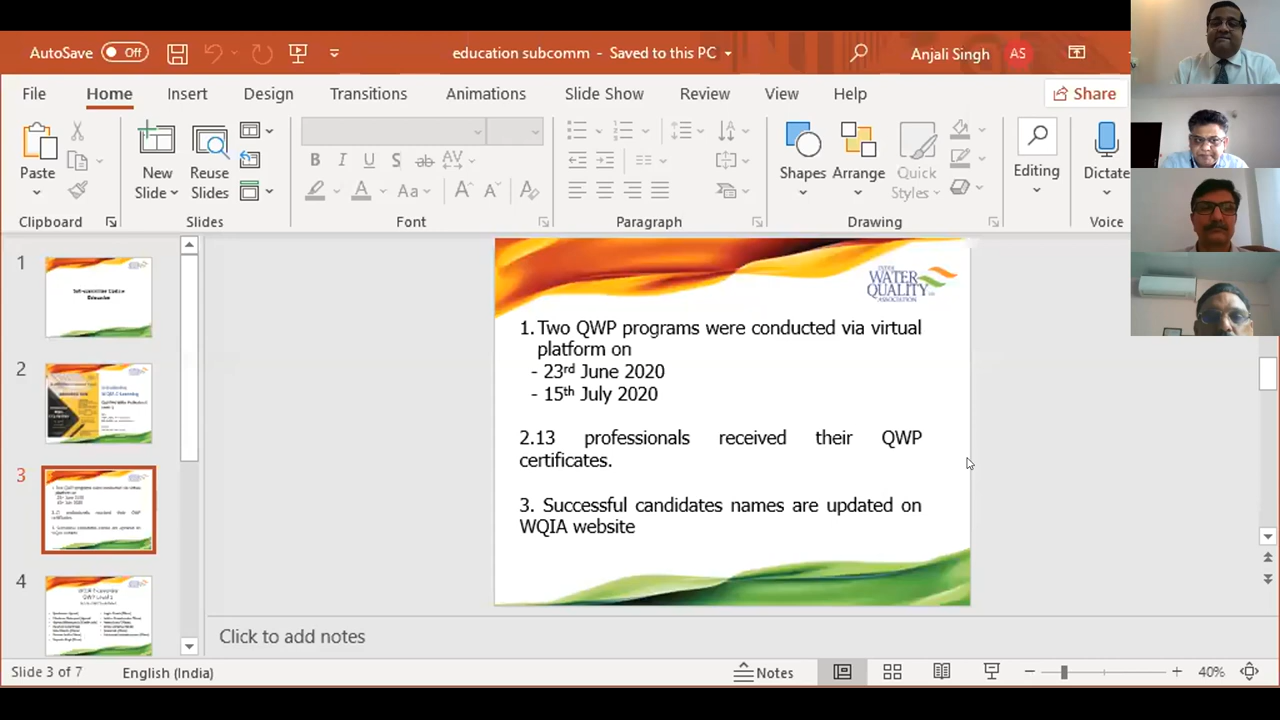 AutoSave Off education subcomm - Saved to this PC Anjali Singh AS
File Home Insert Design Transitions Animations Slide Show Review View Help Share
Paste
New
Slide
Reuse
Slides
Shapes
Arrange
Quick
Styles
Editing
Dictate
Clipboard Slides Font Paragraph Drawing Voice
1
2
3
4
WATER
QUALITY
ASSOCIATION
1. Two QWP programs were conducted via virtual
platform on
- 23rd June 2020
- 15th July 2020
2.13 professionals received their QWP
certificates.
3. Successful candidates names are updated on
WQIA website
Click to add notes
Slide 3 of 7 English (India) Notes 40%